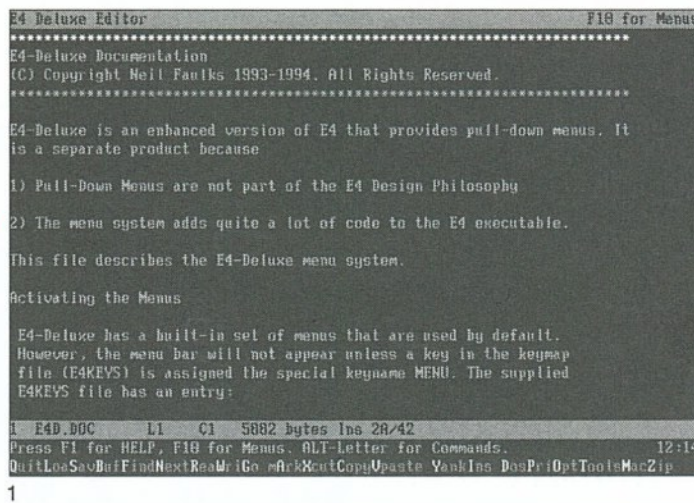 E4 Deluxe Editor F10 for Menus
******************************************************************************
E4-Deluxe Documentation
(C) Copyright Neil Faulks 1993-1994. All Rights Reserved.
******************************************************************************
E4-Deluxe is an enhanced version of E4 that provides pull-down menus. It
is a separate product because
1) Pull-Down Menus are not part of the E4 Design Philosophy
2) The menu system adds quite a lot of code to the E4 executable.
This file describes the E4-Deluxe menu system.
Activating the Menus
E4-Deluxe has a built-in set of menus that are used by default.
However, the menu bar will not appear unless a key in the keymap
file (E4KEYS) is assigned the special keyname MENU. The supplied
E4KEYS file has an entry:
1 E4D.DOC L1 C1 5882 bytes Ins 2A/42
Press F1 for HELP, F10 for Menus. ALT-Letter for Commands. 12:14
QuitLoaSavBufFindNextReaWriGo mArkXcutCopyVpaste YankIns DosPriOptToolsMacZip
1